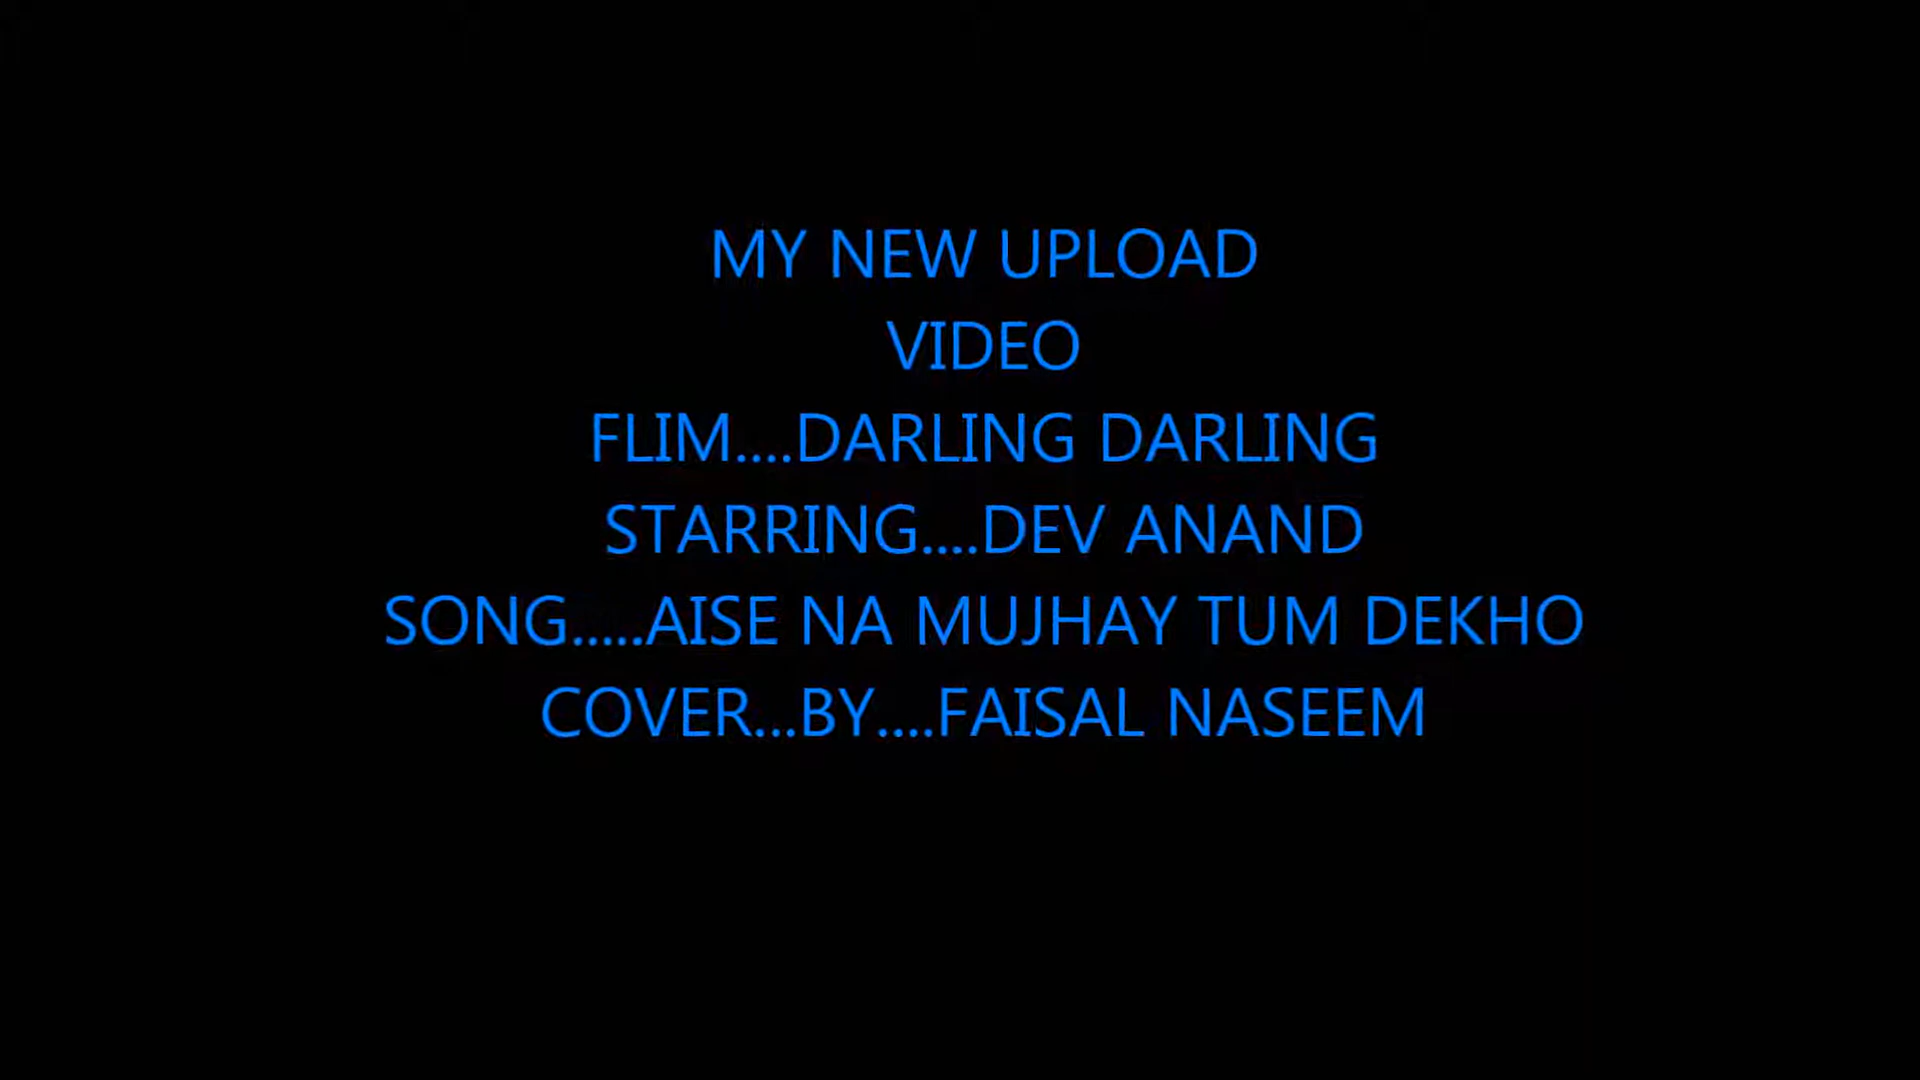 MY NEW UPLOAD
VIDEO
FLIM....DARLING DARLING
STARRING....DEV ANAND
SONG.....AISE NA MUJHAY TUM DEKHO
COVER...BY....FAISAL NASEEM